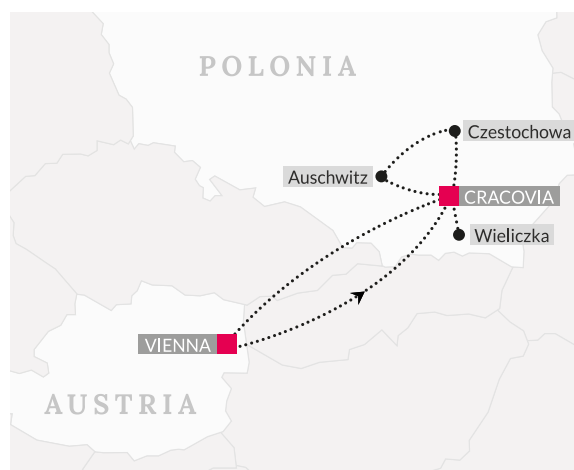 POLONIA
Czestochowa
Auschwitz
CRACOVIA
Wieliczka
VIENNA
AUSTRIA